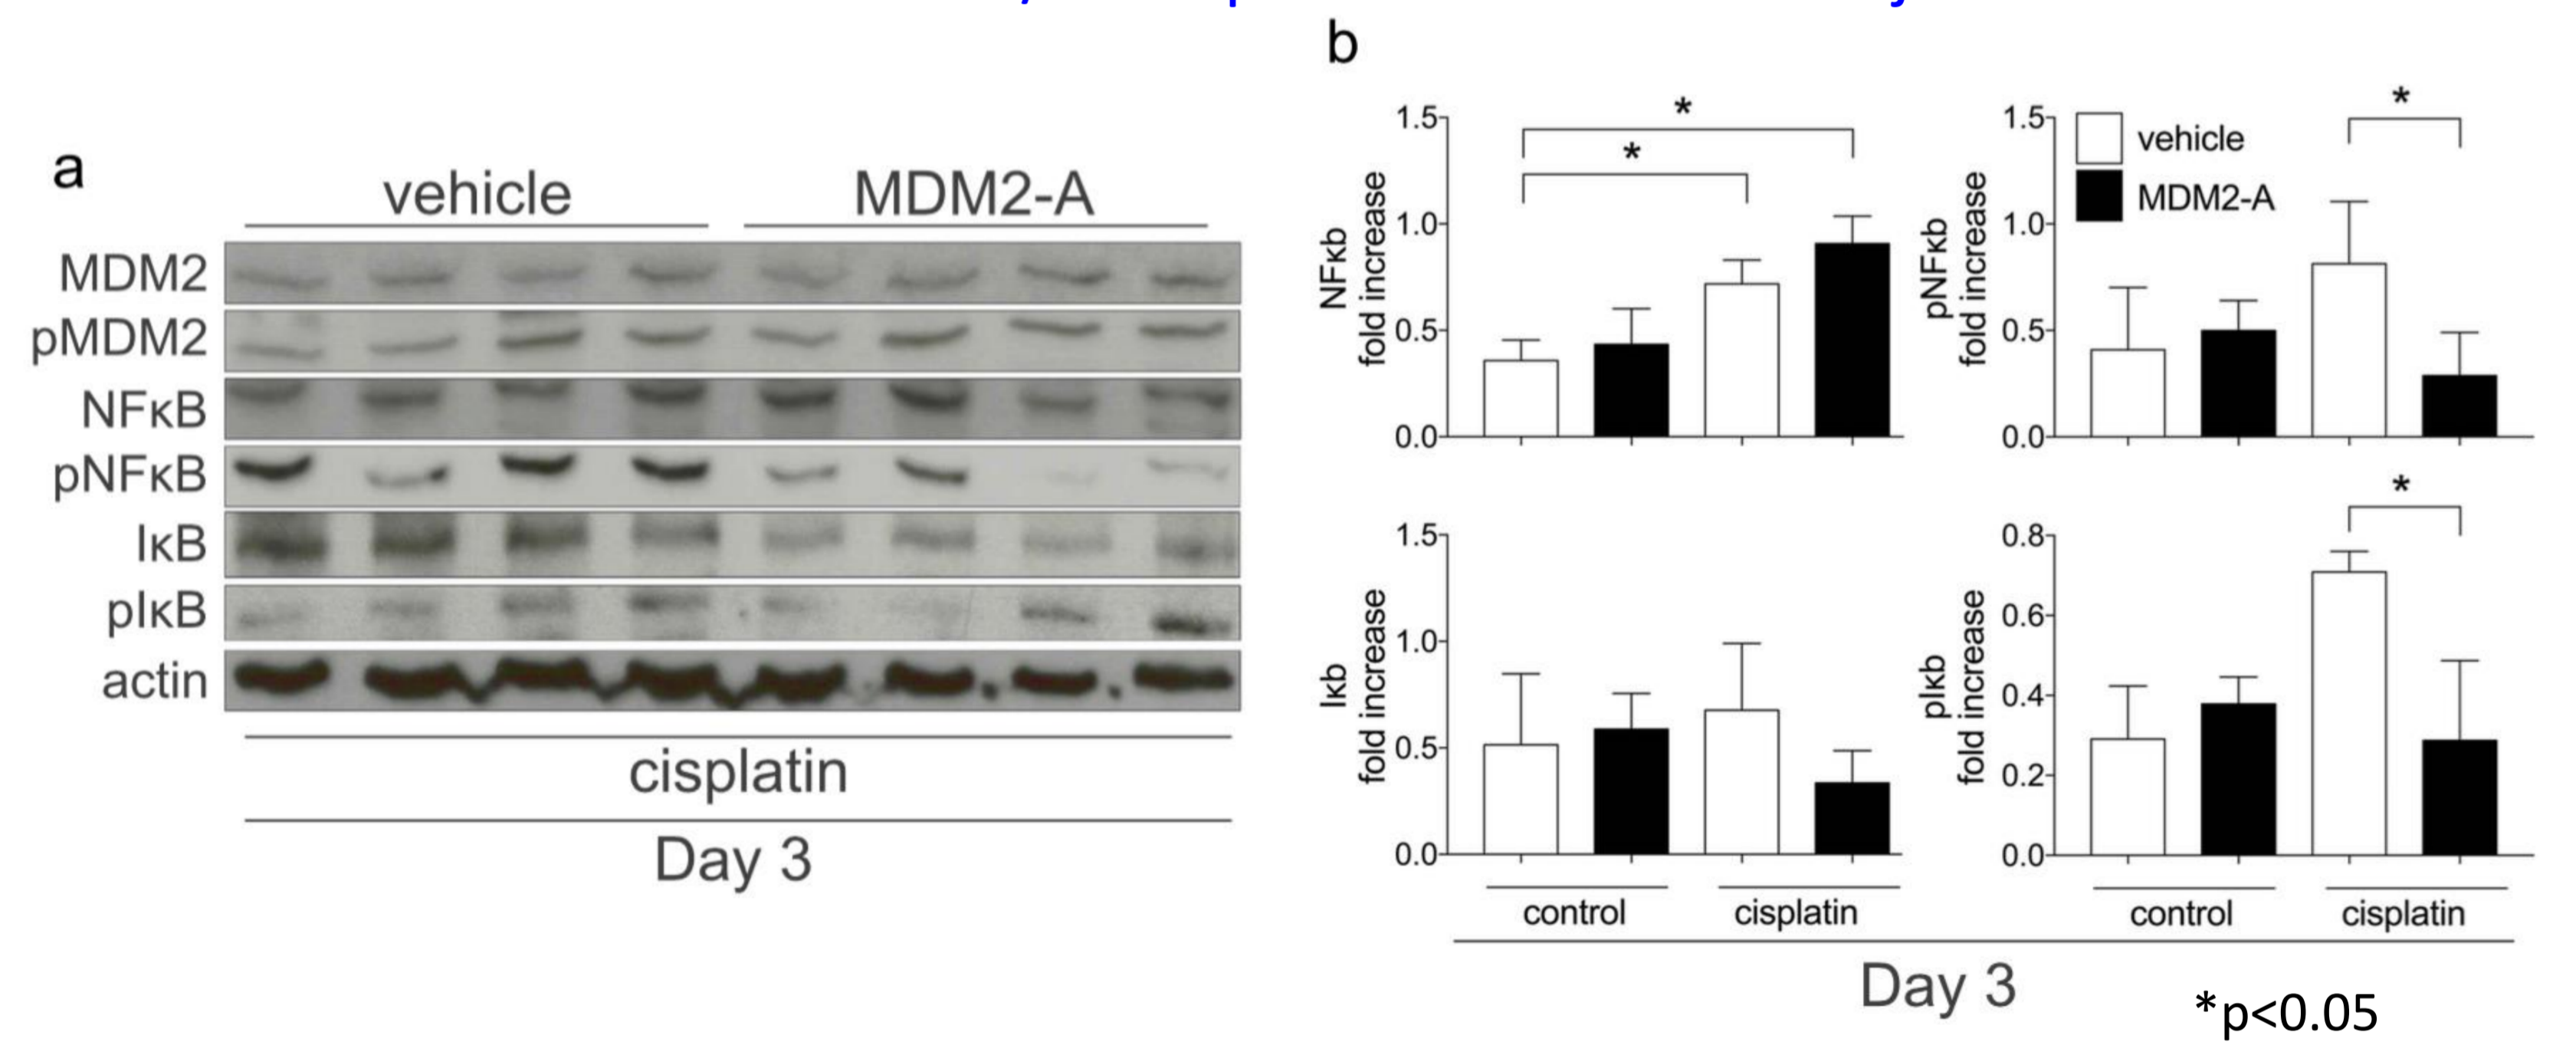 a
vehicle MDM2-A
MDM2
pMDM2
NFκB
pNFκB
IκB
pIκB
actin
cisplatin
Day 3
b
NFκb
fold increase
1.5
1.0
0.5
0.0
*
*
pNFκb
fold increase
1.5
1.0
0.5
0.0
vehicle
MDM2-A
*
Iκb
fold increase
1.5
1.0
0.5
0.0
control cisplatin
pIκb
fold increase
0.8
0.6
0.4
0.2
0.0
*
control cisplatin
Day 3
*p<0.05